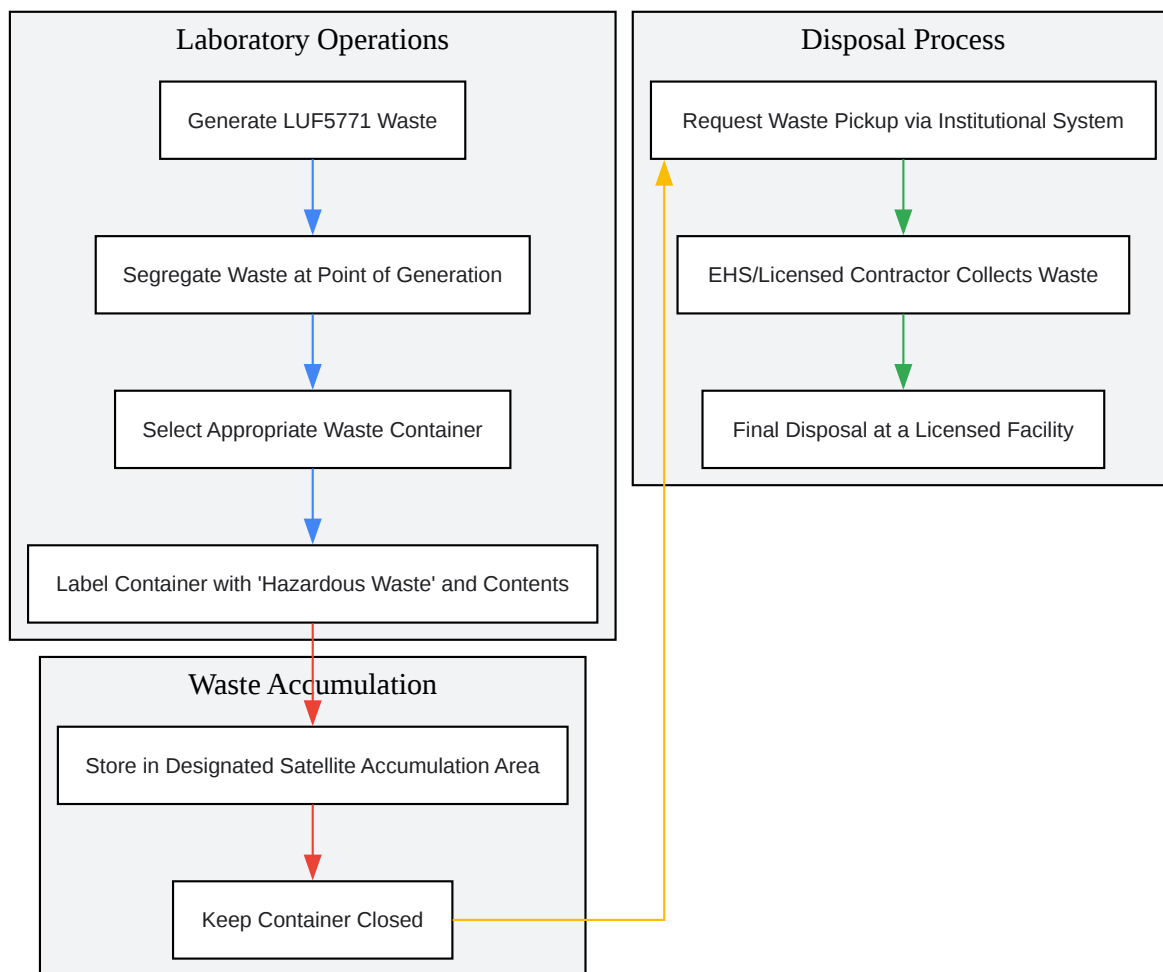 Laboratory Operations
Generate LUF5771 Waste
Segregate Waste at Point of Generation
Select Appropriate Waste Container
Label Container with 'Hazardous Waste' and Contents
Waste Accumulation
Store in Designated Satellite Accumulation Area
Keep Container Closed
Disposal Process
Request Waste Pickup via Institutional System
EHS/Licensed Contractor Collects Waste
Final Disposal at a Licensed Facility